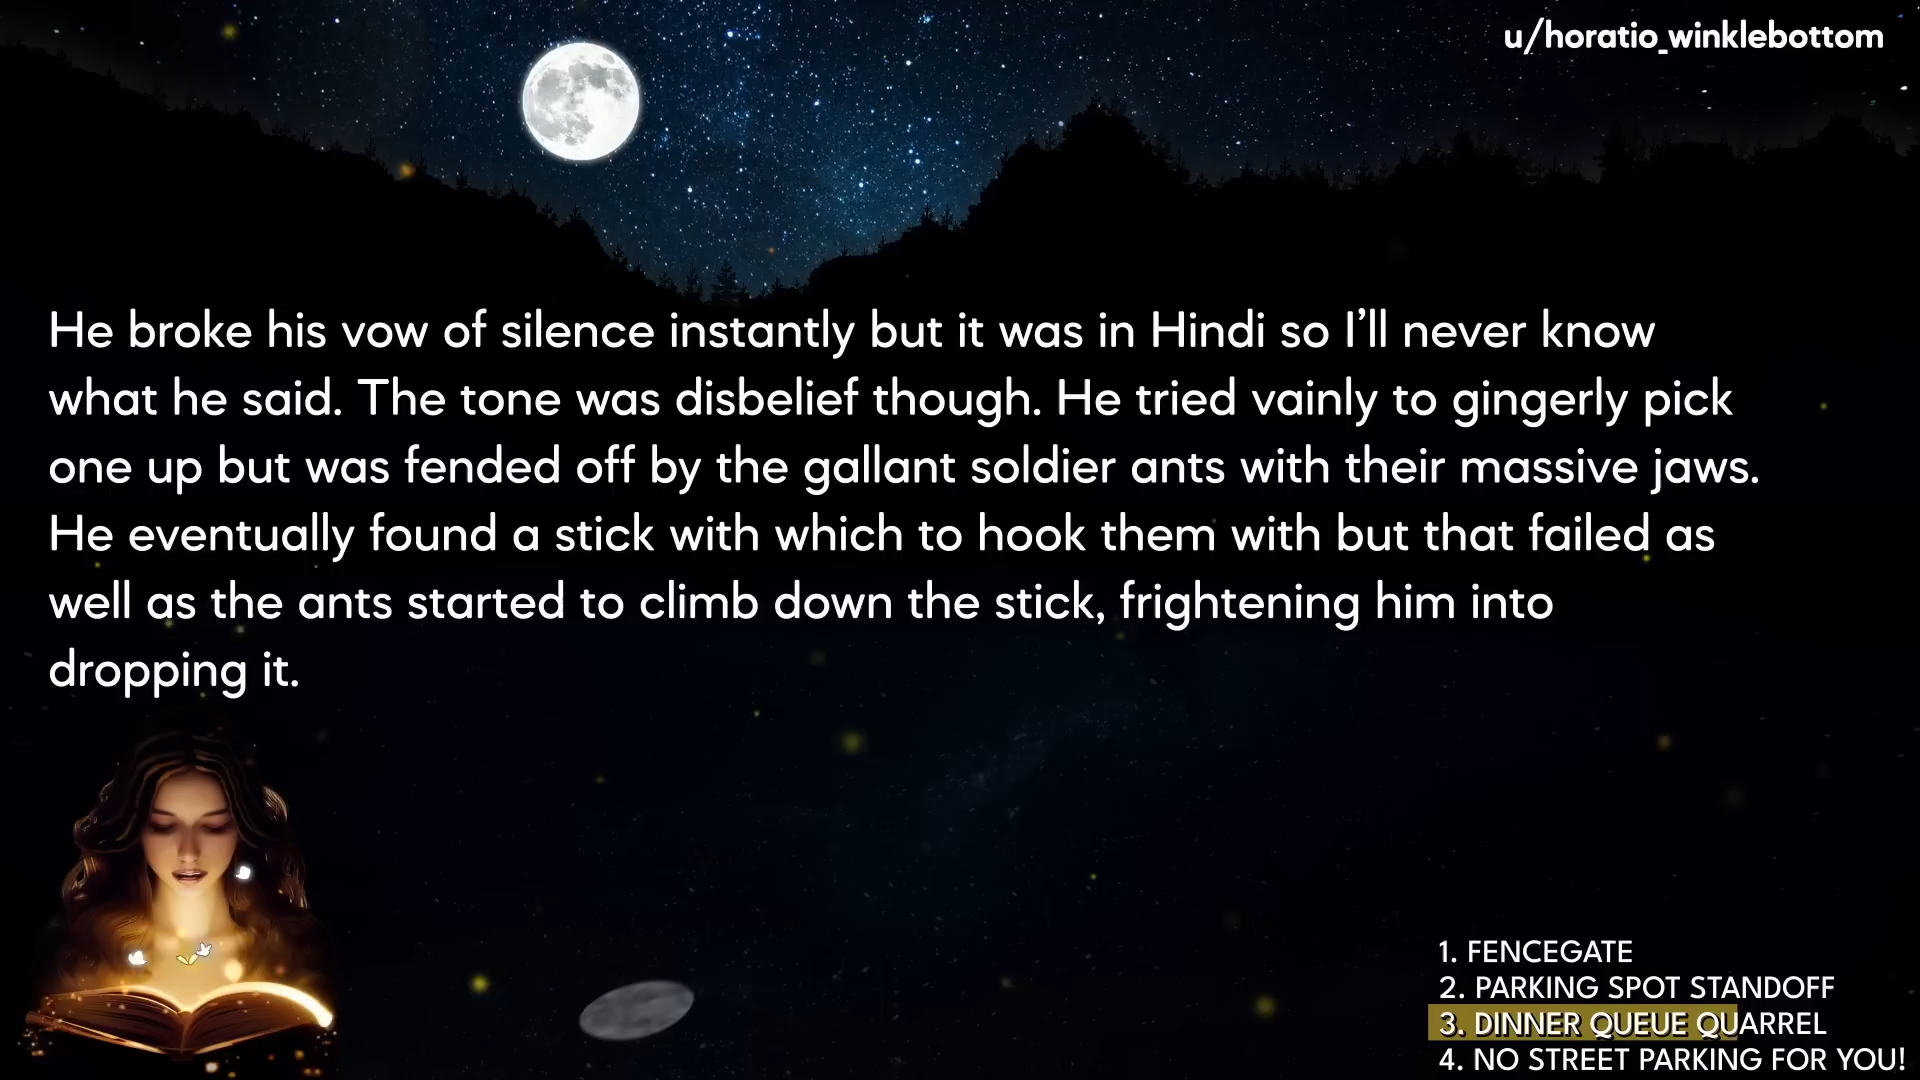 u/horatio_winklebottom
He broke his vow of silence instantly but it was in Hindi so I’ll never know
what he said. The tone was disbelief though. He tried vainly to gingerly pick
one up but was fended off by the gallant soldier ants with their massive jaws.
He eventually found a stick with which to hook them with but that failed as
well as the ants started to climb down the stick, frightening him into
dropping it.
1. FENCEGATE
2. PARKING SPOT STANDOFF
3. DINNER QUEUE QUARREL
4. NO STREET PARKING FOR YOU!